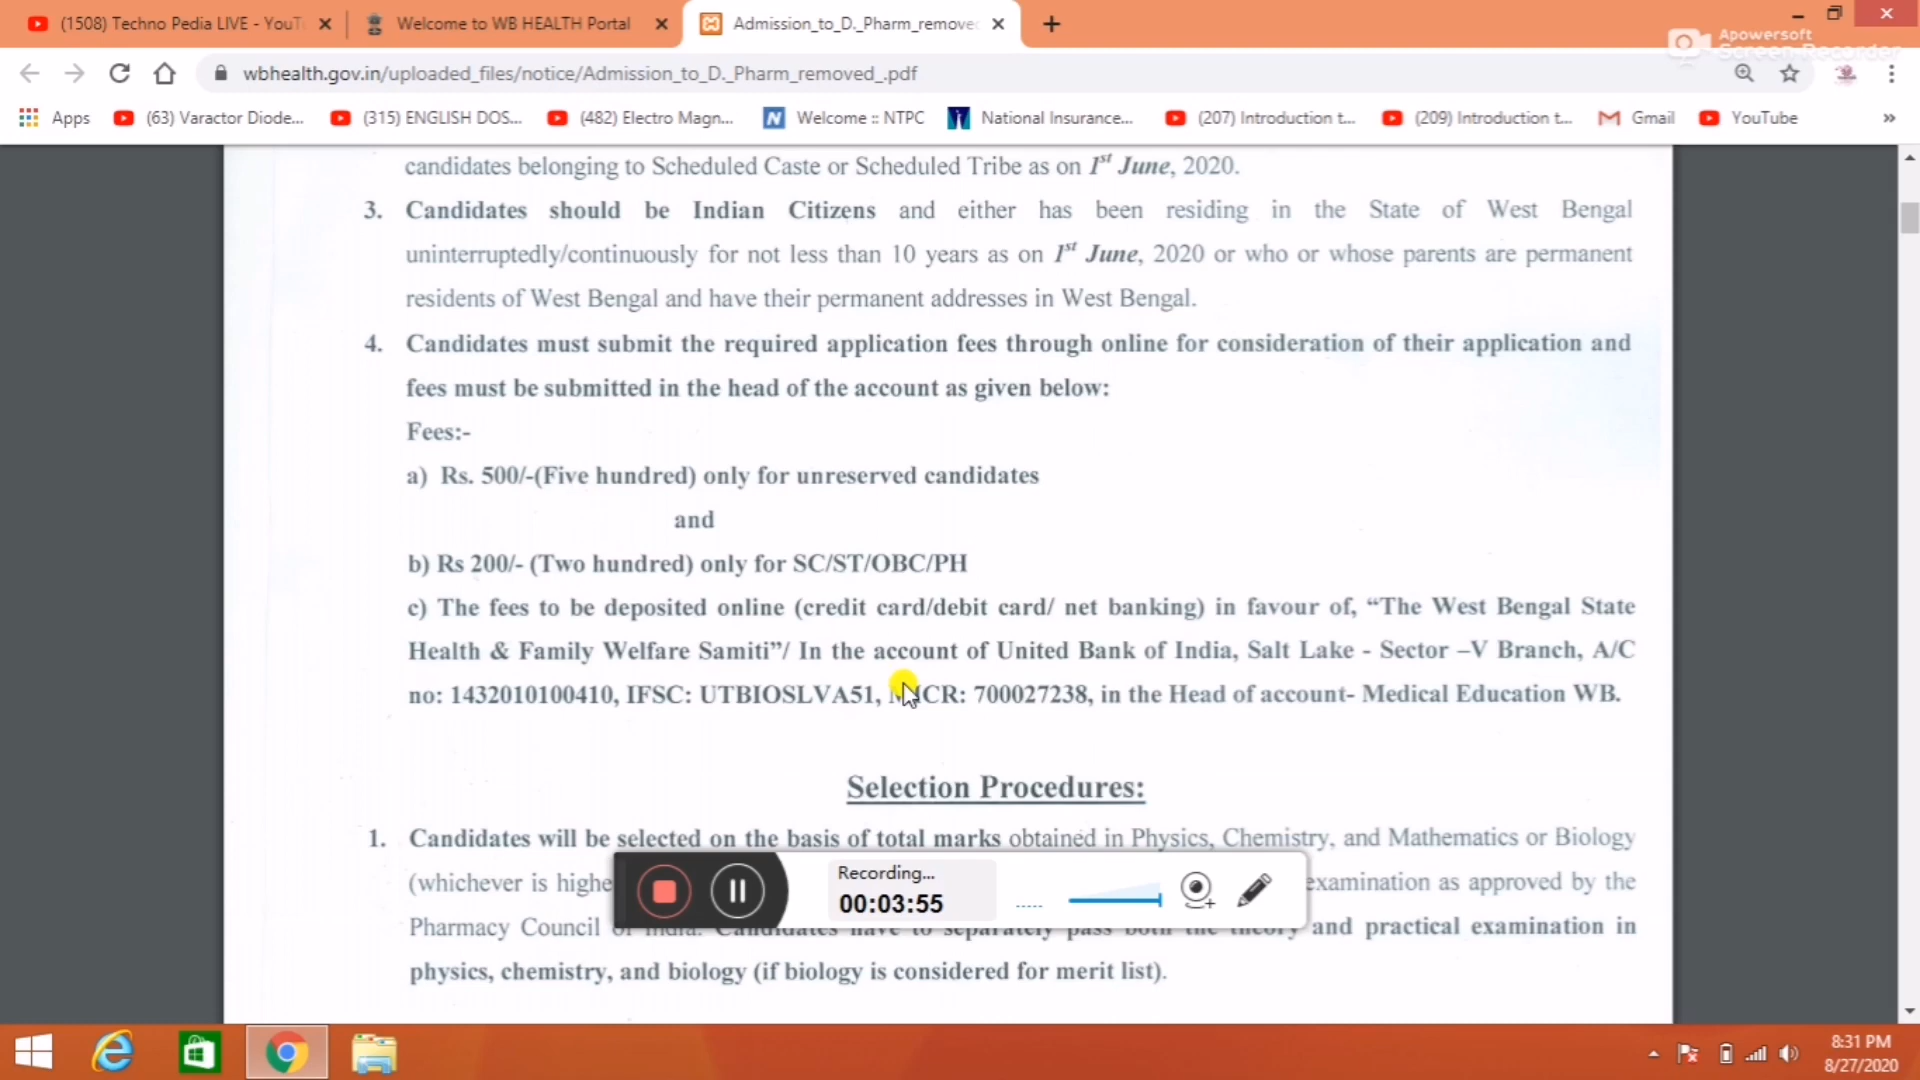 (1508) Techno Pedia LIVE - YouT
Welcome to WB HEALTH Portal
Admission_to_D._Pharm_remove
Apowersoft
Screen Recorder
wbhealth.gov.in/uploaded_files/notice/Admission_to_D._Pharm_removed_.pdf
Apps
(63) Varactor Diode...
(315) ENGLISH DOS...
(482) Electro Magn...
N Welcome :: NTPC
National Insurance...
(207) Introduction t...
(209) Introduction t...
Gmail
YouTube
»
candidates belonging to Scheduled Caste or Scheduled Tribe as on 1st June, 2020.
3. Candidates should be Indian Citizens and either has been residing in the State of West Bengal
uninterruptedly/continuously for not less than 10 years as on 1st June, 2020 or who or whose parents are permanent
residents of West Bengal and have their permanent addresses in West Bengal.
4. Candidates must submit the required application fees through online for consideration of their application and
fees must be submitted in the head of the account as given below:
Fees:-
a) Rs. 500/-(Five hundred) only for unreserved candidates
and
b) Rs 200/- (Two hundred) only for SC/ST/OBC/PH
c) The fees to be deposited online (credit card/debit card/ net banking) in favour of, “The West Bengal State
Health & Family Welfare Samiti”/ In the account of United Bank of India, Salt Lake - Sector –V Branch, A/C
no: 1432010100410, IFSC: UTBIOSLVA51, MICR: 700027238, in the Head of account- Medical Education WB.
Selection Procedures:
1. Candidates will be selected on the basis of total marks obtained in Physics, Chemistry, and Mathematics or Biology
(whichever is highe examination as approved by the
Pharmacy Council of India. Candidates have to separately pass both the theory and practical examination in
physics, chemistry, and biology (if biology is considered for merit list).
Recording...
00:03:55
8:31 PM
8/27/2020